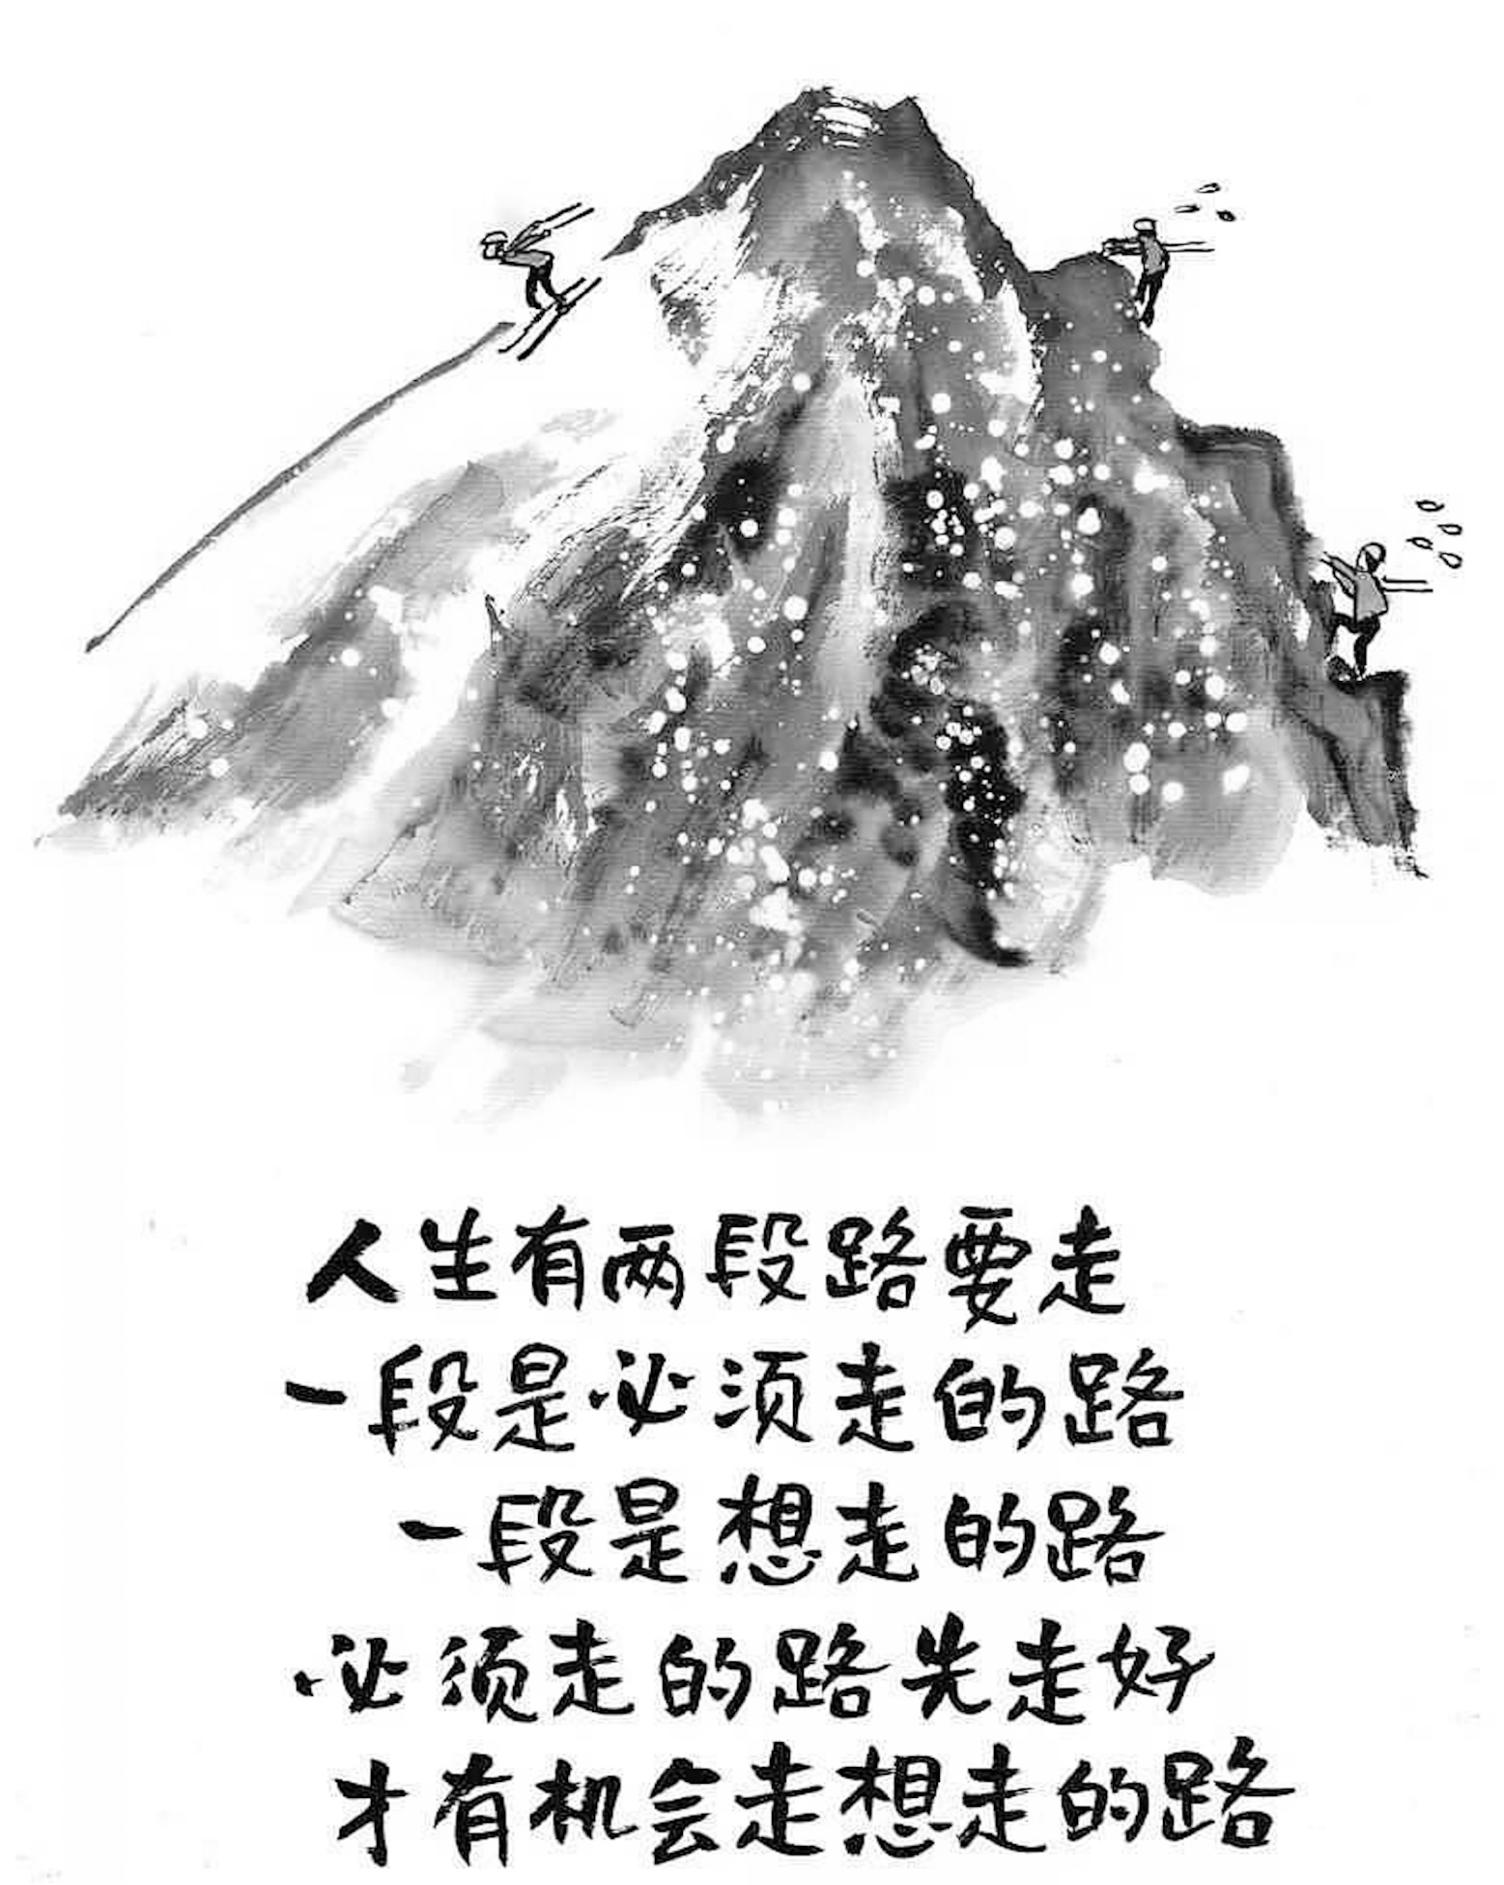 人生有两段路要走
一段是必须走的路
一段是想走的路
必须走的路先走好
才有机会走想走的路